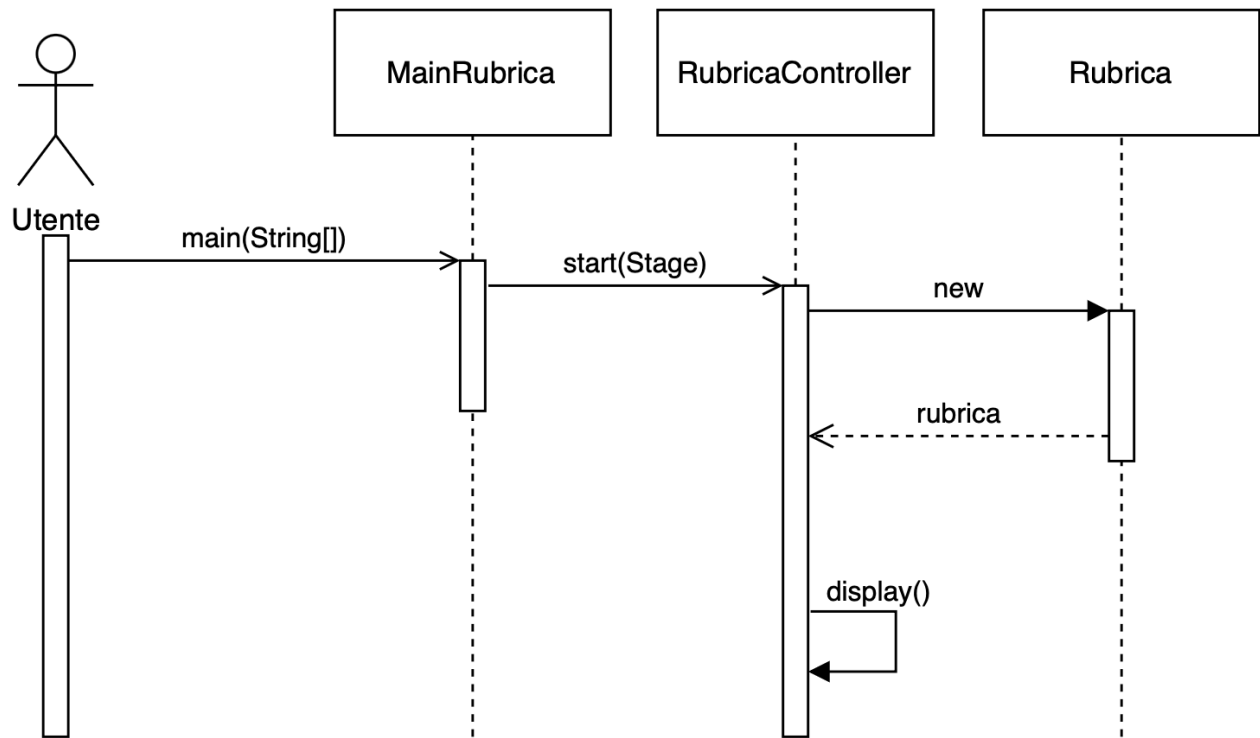 MainRubrica
RubricaController
Rubrica
Utente
main(String[])
start(Stage)
new
rubrica
display()